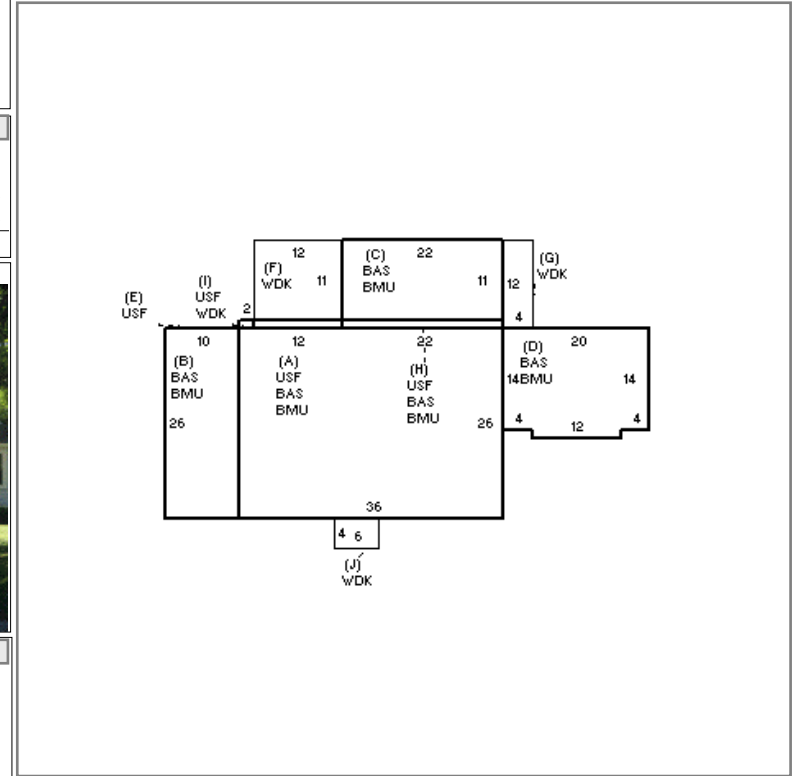 12
(C)
BAS
BMU
22
(F)
WDK
11
11
12
(G)
WDK
(I)
USF
WDK
(E)
USF
2
4
10
(B)
BAS
BMU
26
12
(A)
USF
BAS
BMU
22
(H)
USF
BAS
BMU
26
(D)
BAS
14BMU
20
14
4
12
4
36
4 6
(J)
WDK